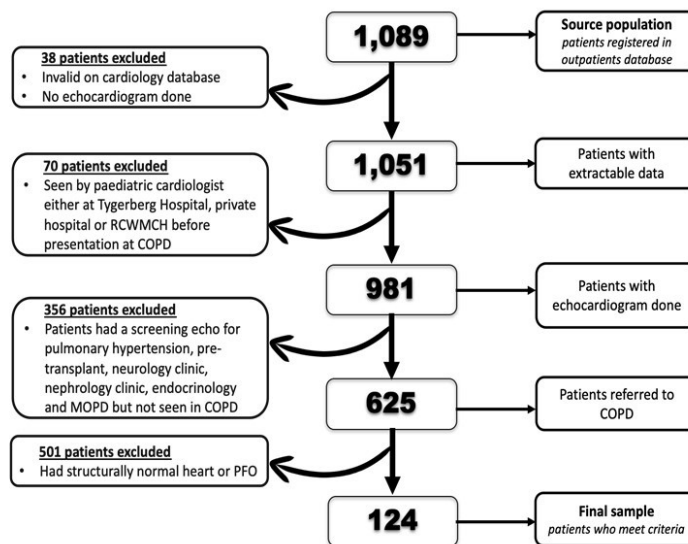 1,089
Source population
patients registered in
outpatients database
38 patients excluded
• Invalid on cardiology database
• No echocardiogram done
1,051
Patients with
extractable data
70 patients excluded
• Seen by paediatric cardiologist
either at Tygerberg Hospital, private
hospital or RCWMCH before
presentation at COPD
981
Patients with
echocardiogram done
356 patients excluded
• Patients had a screening echo for
pulmonary hypertension, pre-
transplant, neurology clinic,
nephrology clinic, endocrinology
and MOPD but not seen in COPD
625
Patients referred to
COPD
501 patients excluded
• Had structurally normal heart or PFO
124
Final sample
patients who meet criteria